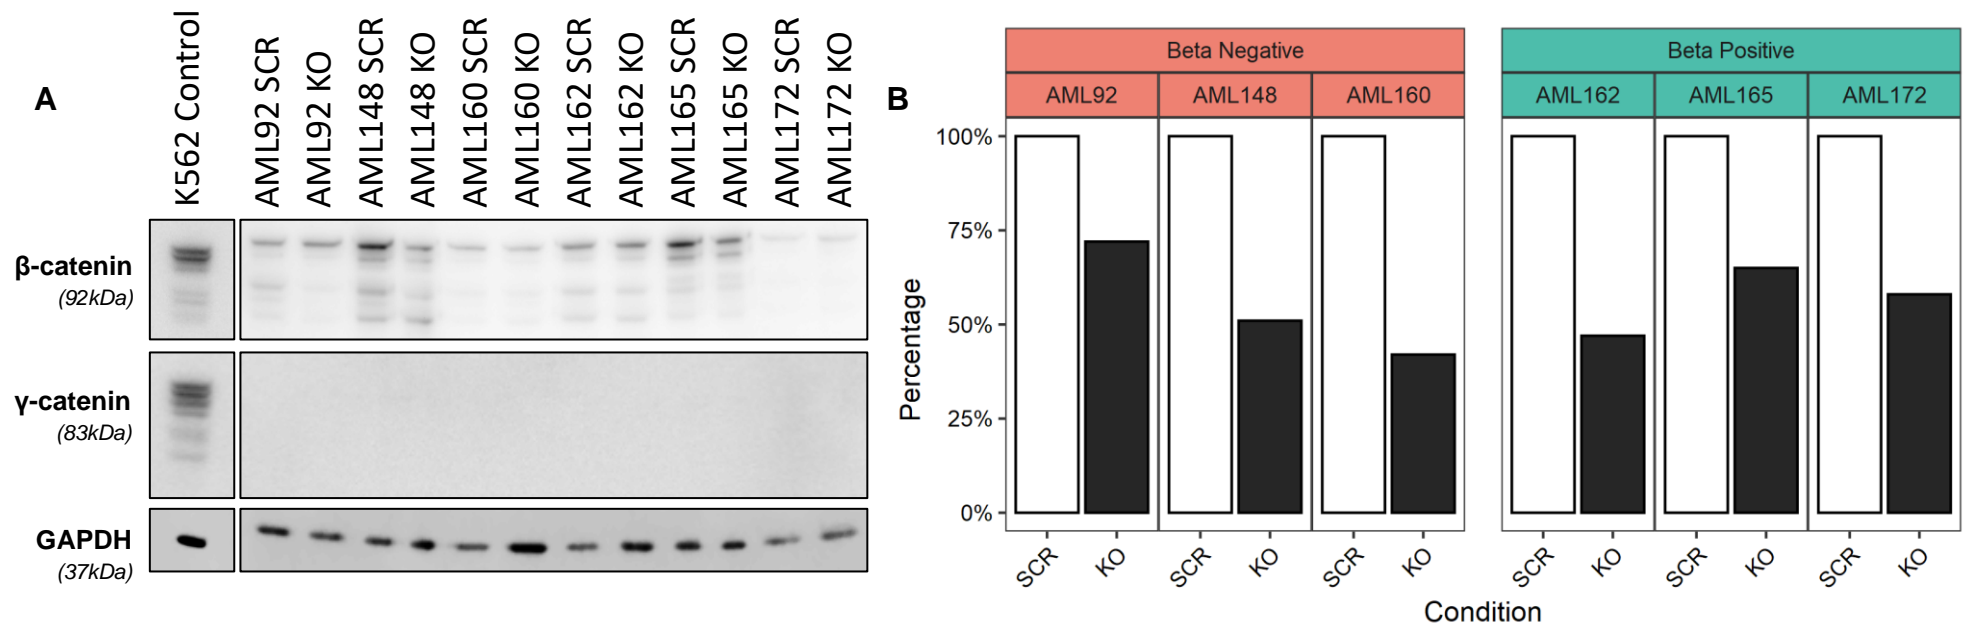 A
K562 Control
AML92 SCR
AML92 KO
AML148 SCR
AML148 KO
AML160 SCR
AML160 KO
AML162 SCR
AML162 KO
AML165 SCR
AML165 KO
AML172 SCR
AML172 KO
β-catenin
(92kDa)
γ-catenin
(83kDa)
GAPDH
(37kDa)
B
Beta Negative
Beta Positive
AML92 AML148 AML160 AML162 AML165 AML172
100%
75%
50%
25%
0%
Percentage
SCR KO SCR KO SCR KO SCR KO SCR KO SCR KO
Condition